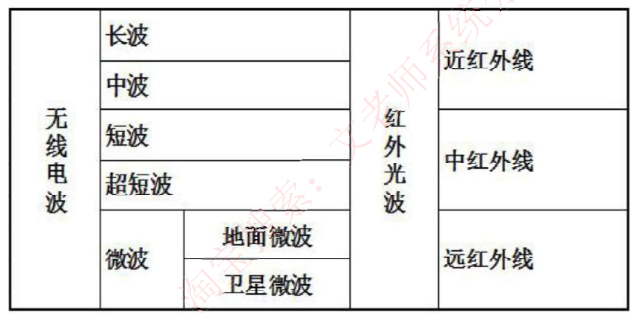 无线电波
长波
中波
短波
超短波
微波
地面微波
卫星微波
红外光波
近红外线
中红外线
远红外线
淘宝搜索：文老师系统